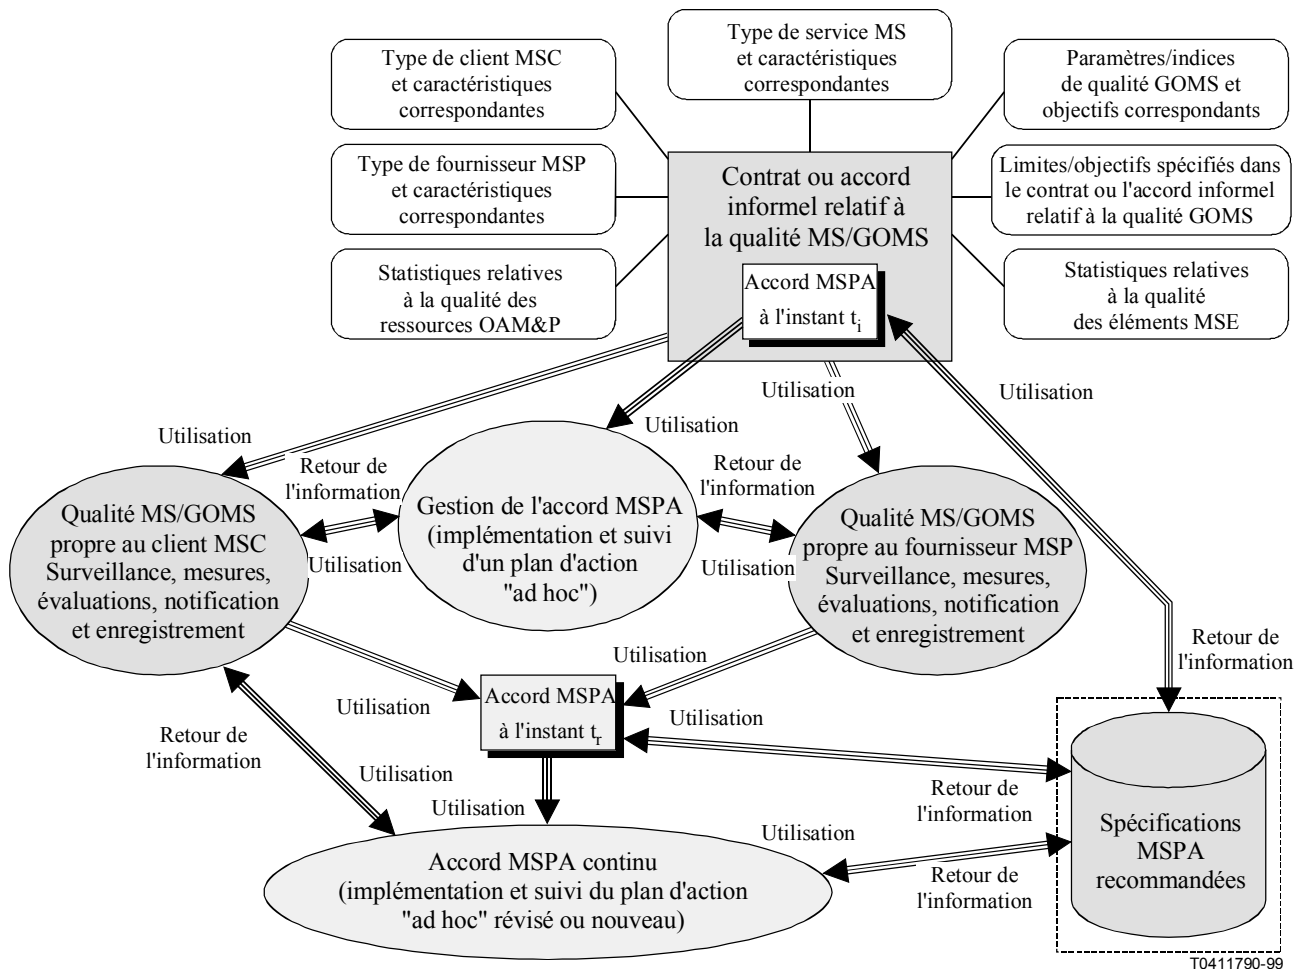 Type de client MSC
et caractéristiques
correspondantes
Type de service MS
et caractéristiques
correspondantes
Paramètres/indices
de qualité GOMS et
objectifs correspondants
Type de fournisseur MSP
et caractéristiques
correspondantes
Contrat ou accord
informel relatif à
la qualité MS/GOMS
Limites/objectifs spécifiés dans
le contrat ou l'accord informel
relatif à la qualité GOMS
Statistiques relatives
à la qualité des
ressources OAM&P
Accord MSPA
à l'instant ti
Statistiques relatives
à la qualité
des éléments MSE
Utilisation
Utilisation
Utilisation
Utilisation
Retour de
l'information
Retour de
l'information
Qualité MS/GOMS
propre au client MSC
Surveillance, mesures,
évaluations, notification
et enregistrement
Gestion de l'accord MSPA
(implémentation et suivi
d'un plan d'action
"ad hoc")
Qualité MS/GOMS
propre au fournisseur MSP
Surveillance, mesures,
évaluations, notification
et enregistrement
Utilisation
Utilisation
Retour de
l'information
Utilisation
Utilisation
Accord MSPA
à l'instant tr
Utilisation
Retour de
l'information
Utilisation
Utilisation
Retour de
l'information
Utilisation
Retour de
l'information
Accord MSPA continu
(implémentation et suivi du plan d'action
"ad hoc" révisé ou nouveau)
Spécifications
MSPA
recommandées
T0411790-99